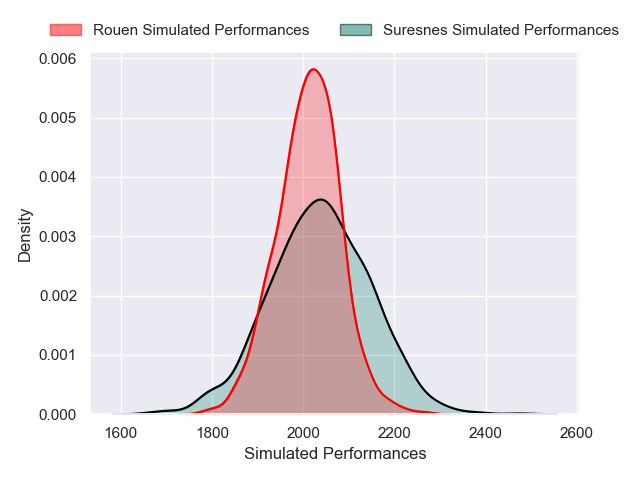 Rouen Simulated Performances Suresnes Simulated Performances
0.006
0.005
0.004
0.003
0.002
0.001
0.000
Density
1600 1800 2000 2200 2400 2600
Simulated Performances